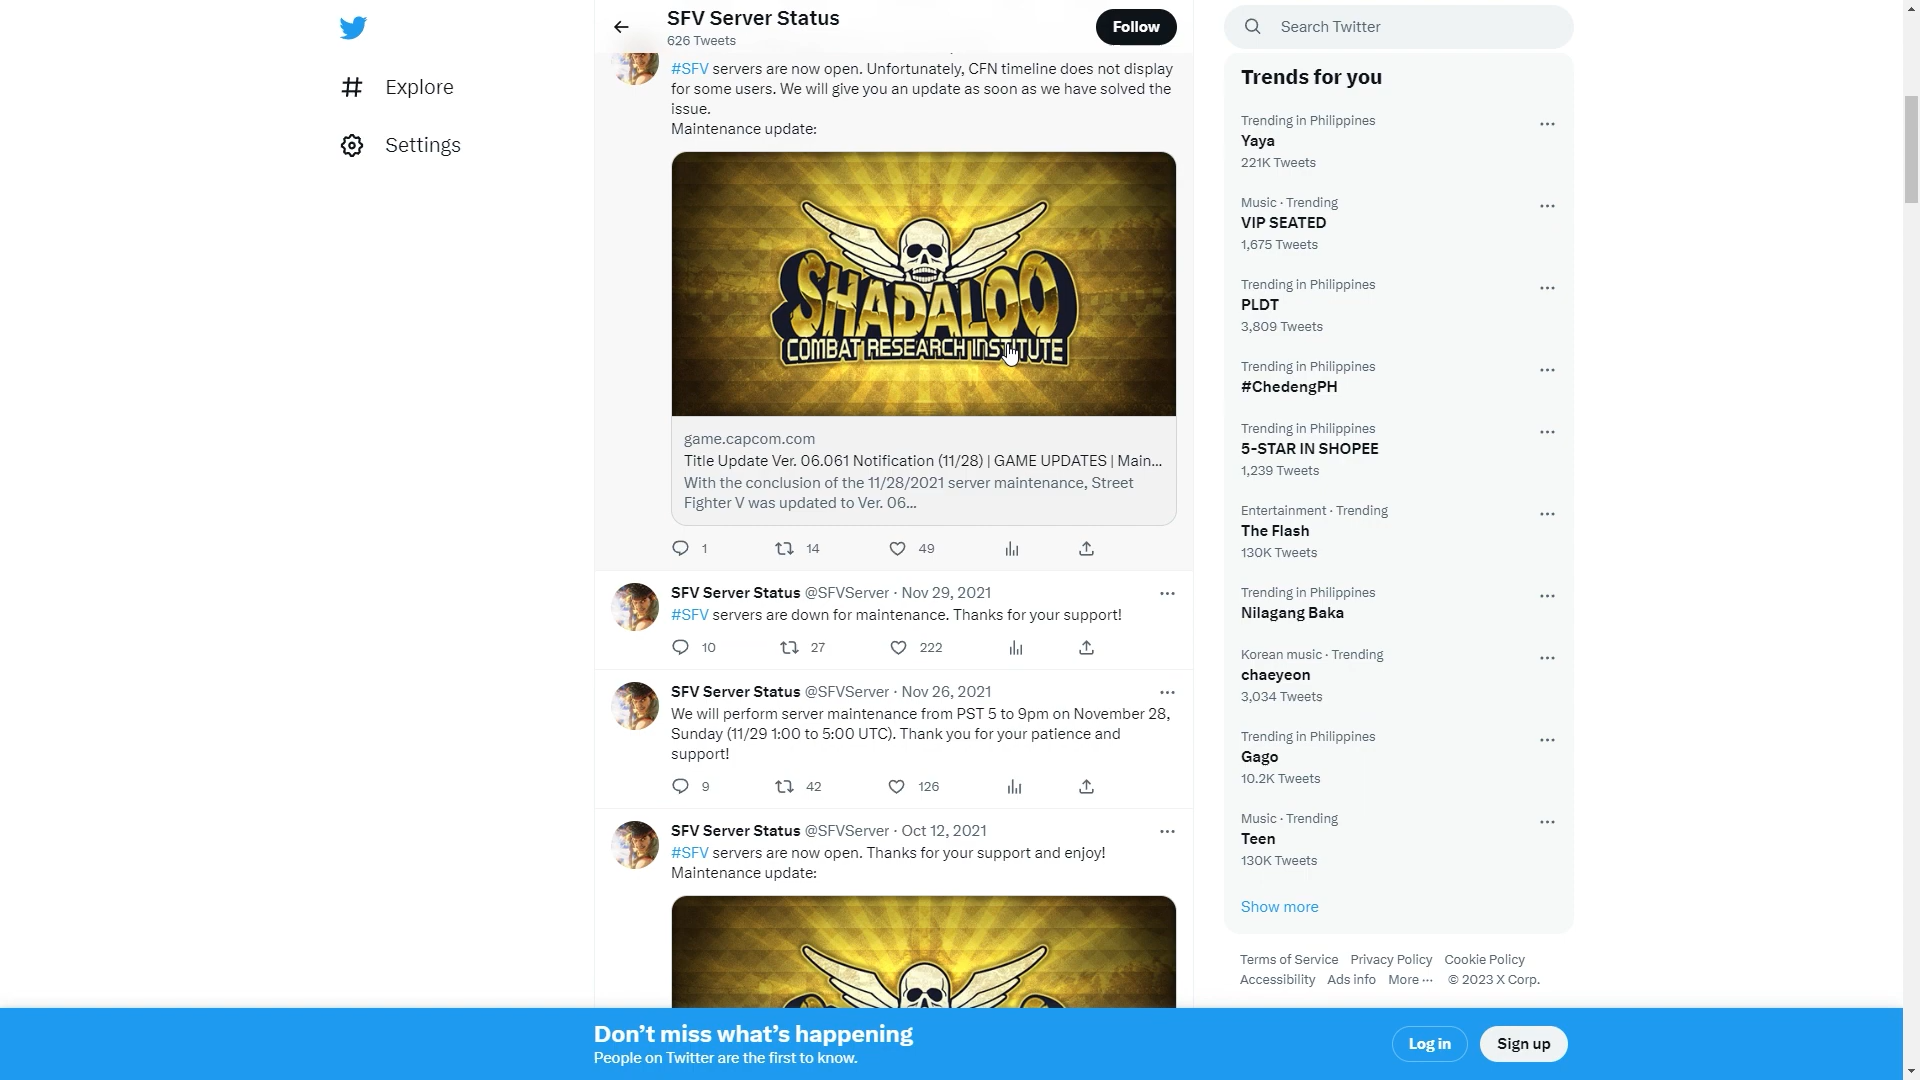 Explore
Settings
SFV Server Status
626 Tweets
Follow
#SFV servers are now open. Unfortunately, CFN timeline does not display
for some users. We will give you an update as soon as we have solved the
issue.
Maintenance update:
SHADALOO
COMBAT RESEARCH INSTITUTE
game.capcom.com
Title Update Ver. 06.061 Notification (11/28) | GAME UPDATES | Main...
With the conclusion of the 11/28/2021 server maintenance, Street
Fighter V was updated to Ver. 06...
1 14 49
SFV Server Status @SFVServer · Nov 29, 2021
#SFV servers are down for maintenance. Thanks for your support!
10 27 222
SFV Server Status @SFVServer · Nov 26, 2021
We will perform server maintenance from PST 5 to 9pm on November 28,
Sunday (11/29 1:00 to 5:00 UTC). Thank you for your patience and
support!
9 42 126
SFV Server Status @SFVServer · Oct 12, 2021
#SFV servers are now open. Thanks for your support and enjoy!
Maintenance update:
Search Twitter
Trends for you
Trending in Philippines
Yaya
221K Tweets
Music · Trending
VIP SEATED
1,675 Tweets
Trending in Philippines
PLDT
3,809 Tweets
Trending in Philippines
#ChedengPH
Trending in Philippines
5-STAR IN SHOPEE
1,239 Tweets
Entertainment · Trending
The Flash
130K Tweets
Trending in Philippines
Nilagang Baka
Korean music · Trending
chaeyeon
3,034 Tweets
Trending in Philippines
Gago
10.2K Tweets
Music · Trending
Teen
130K Tweets
Show more
Terms of Service Privacy Policy Cookie Policy
Accessibility Ads info More ··· © 2023 X Corp.
Don't miss what's happening
People on Twitter are the first to know.
Log in
Sign up